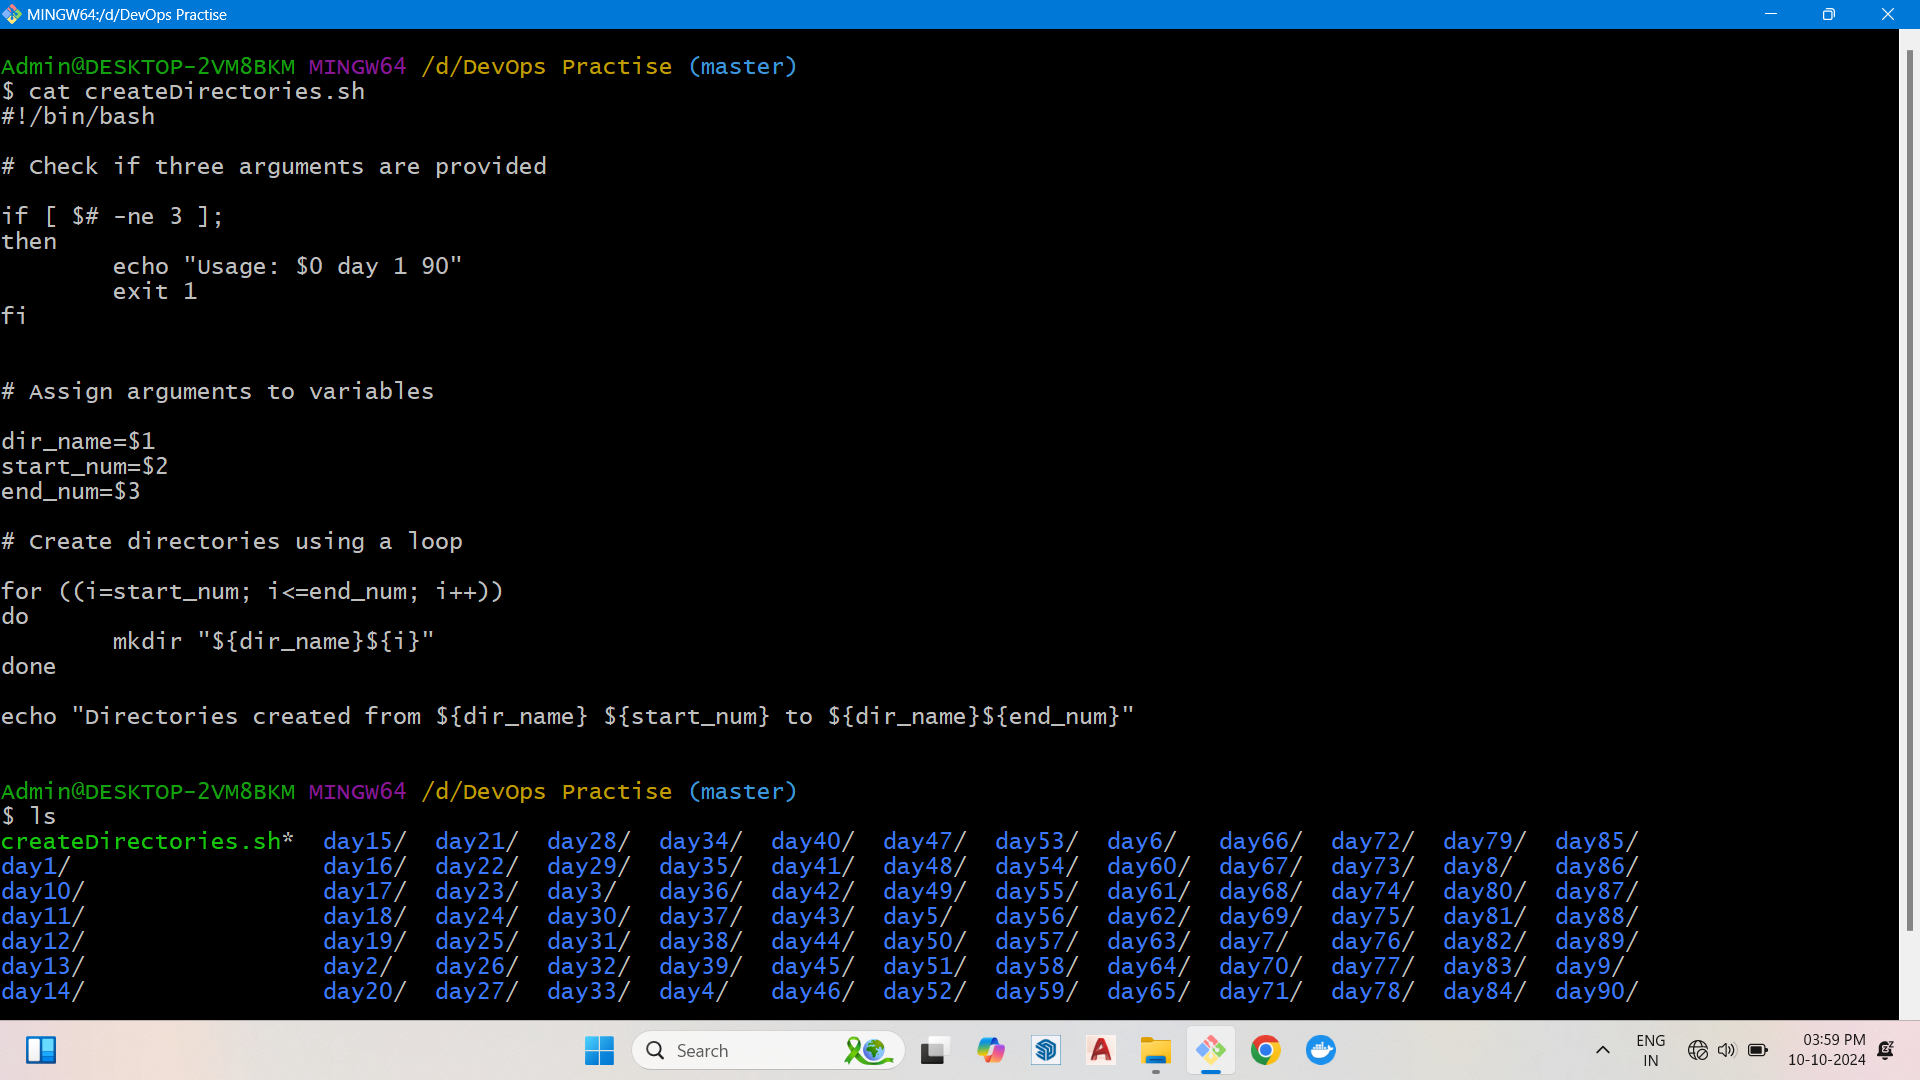 MINGW64:/d/DevOps Practise
Admin@DESKTOP-2VM8BKM MINGW64 /d/DevOps Practise (master)
$ cat createDirectories.sh
#!/bin/bash
# Check if three arguments are provided
if [ $# -ne 3 ];
then
echo "Usage: $0 day 1 90"
exit 1
fi
# Assign arguments to variables
dir_name=$1
start_num=$2
end_num=$3
# Create directories using a loop
for ((i=start_num; i<=end_num; i++))
do
mkdir "${dir_name}${i}"
done
echo "Directories created from ${dir_name} ${start_num} to ${dir_name}${end_num}"
Admin@DESKTOP-2VM8BKM MINGW64 /d/DevOps Practise (master)
$ ls
createDirectories.sh* day15/ day21/ day28/ day34/ day40/ day47/ day53/ day6/ day66/ day72/ day79/ day85/
day1/ day16/ day22/ day29/ day35/ day41/ day48/ day54/ day60/ day67/ day73/ day8/ day86/
day10/ day17/ day23/ day3/ day36/ day42/ day49/ day55/ day61/ day68/ day74/ day80/ day87/
day11/ day18/ day24/ day30/ day37/ day43/ day5/ day56/ day62/ day69/ day75/ day81/ day88/
day12/ day19/ day25/ day31/ day38/ day44/ day50/ day57/ day63/ day7/ day76/ day82/ day89/
day13/ day2/ day26/ day32/ day39/ day45/ day51/ day58/ day64/ day70/ day77/ day83/ day9/
day14/ day20/ day27/ day33/ day4/ day46/ day52/ day59/ day65/ day71/ day78/ day84/ day90/
Search
ENG
IN
03:59 PM
10-10-2024